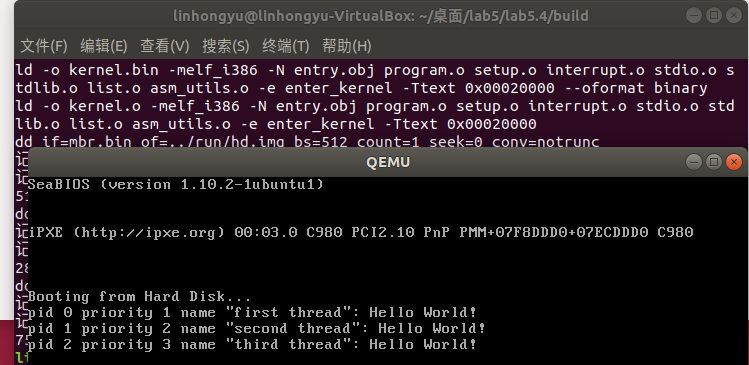 linhongyu@linhongyu-VirtualBox: ~/桌面/lab5/lab5.4/build
文件(F) 编辑(E) 查看(V) 搜索(S) 终端(T) 帮助(H)
ld -o kernel.bin -melf_i386 -N entry.obj program.o setup.o interrupt.o stdio.o s
tdlib.o list.o asm_utils.o -e enter_kernel -Ttext 0x00020000 --oformat binary
ld -o kernel.o -melf_i386 -N entry.obj program.o setup.o interrupt.o stdio.o std
lib.o list.o asm_utils.o -e enter_kernel -Ttext 0x00020000
dd if=mbr.bin of=../run/hd.img bs=512 count=1 seek=0 conv=notrunc
QEMU
SeaBIOS (version 1.10.2-1ubuntu1)
iPXE (http://ipxe.org) 00:03.0 C980 PCI2.10 PnP PMM+07F8DDD0+07ECDDD0 C980
Booting from Hard Disk...
pid 0 priority 1 name "first thread": Hello World!
pid 1 priority 2 name "second thread": Hello World!
pid 2 priority 3 name "third thread": Hello World!